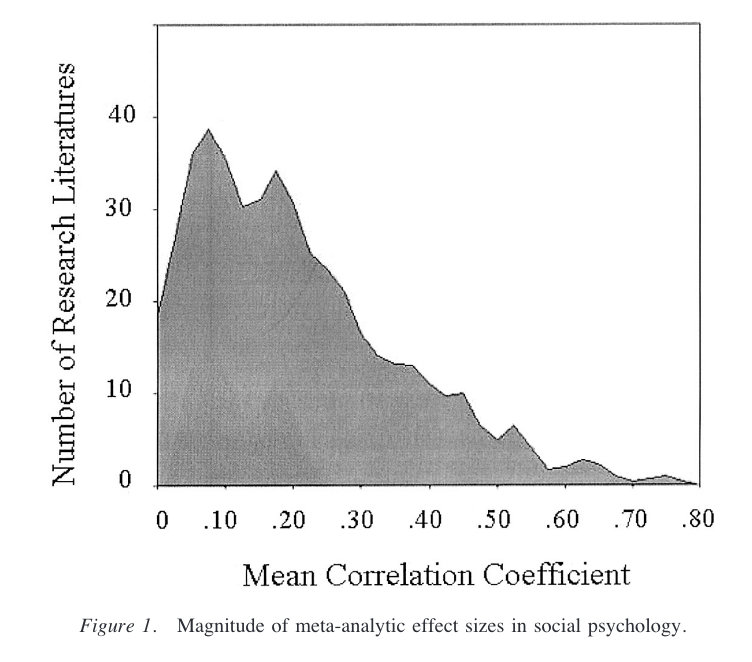 Number of Research Literatures
40
30
20
10
0
0 .10 .20 .30 .40 .50 .60 .70 .80
Mean Correlation Coefficient
Figure 1. Magnitude of meta-analytic effect sizes in social psychology.